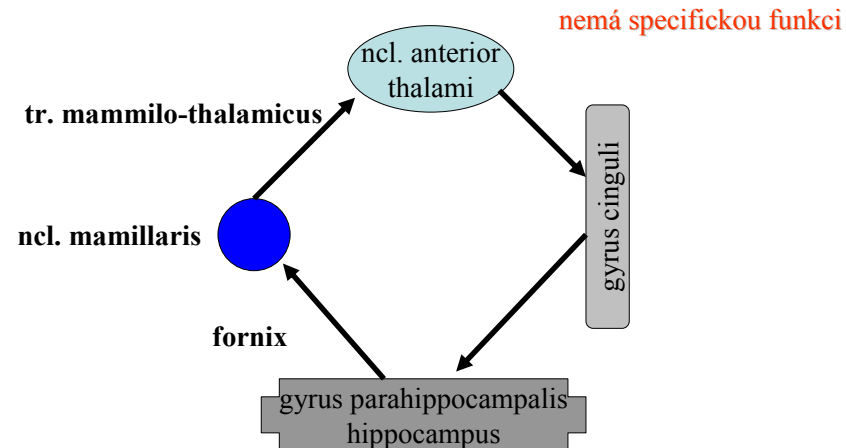 nemá specifickou funkci
ncl. anterior
thalami
tr. mammilo-thalamicus
gyrus cinguli
ncl. mamillaris
fornix
gyrus parahippocampalis
hippocampus